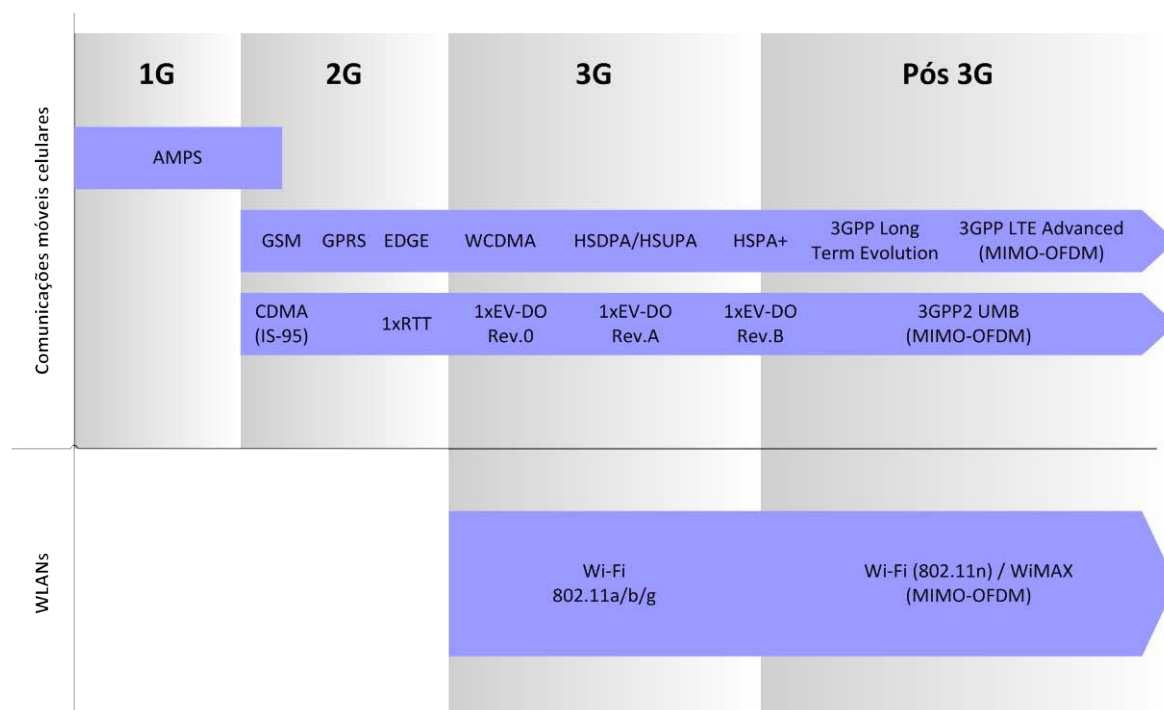 1G
2G
3G
Pós 3G
Comunicações móveis celulares
AMPS
GSM GPRS EDGE WCDMA HSDPA/HSUPA HSPA+
3GPP Long
Term Evolution
3GPP LTE Advanced
(MIMO-OFDM)
CDMA
(IS-95)
1xRTT
1xEV-DO
Rev.0
1xEV-DO
Rev.A
1xEV-DO
Rev.B
3GPP2 UMB
(MIMO-OFDM)
WLANs
Wi-Fi
802.11a/b/g
Wi-Fi (802.11n) / WiMAX
(MIMO-OFDM)